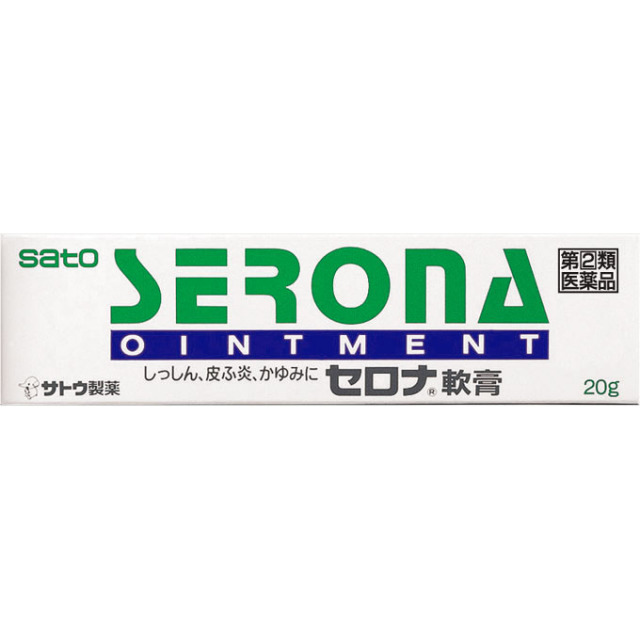 sato
SERONA
指②類
医薬品
OINTMENT
しっしん、皮ふ炎、かゆみに
セロナ®軟膏
サトウ製薬
20g